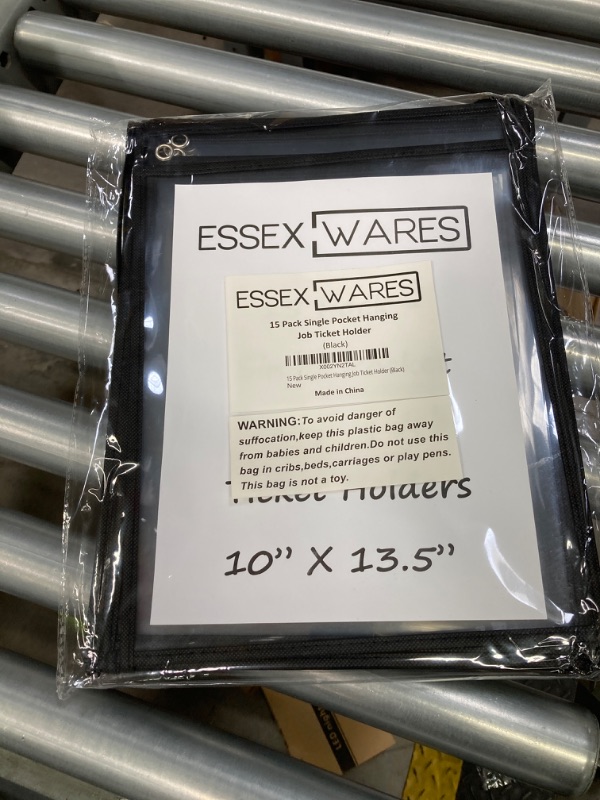 ESSEX WARES
ESSEX WARES
15 Pack Single Pocket Hanging
Job Ticket Holder
(Black)
X002YN2TAL
15 Pack Single Pocket Hanging Job Ticket Holder (Black)
New
Made in China
WARNING:To avoid danger of
suffocation,keep this plastic bag away
from babies and children.Do not use this
bag in cribs,beds,carriages or play pens.
This bag is not a toy.
Ticket Holders
10” X 13.5”
LED